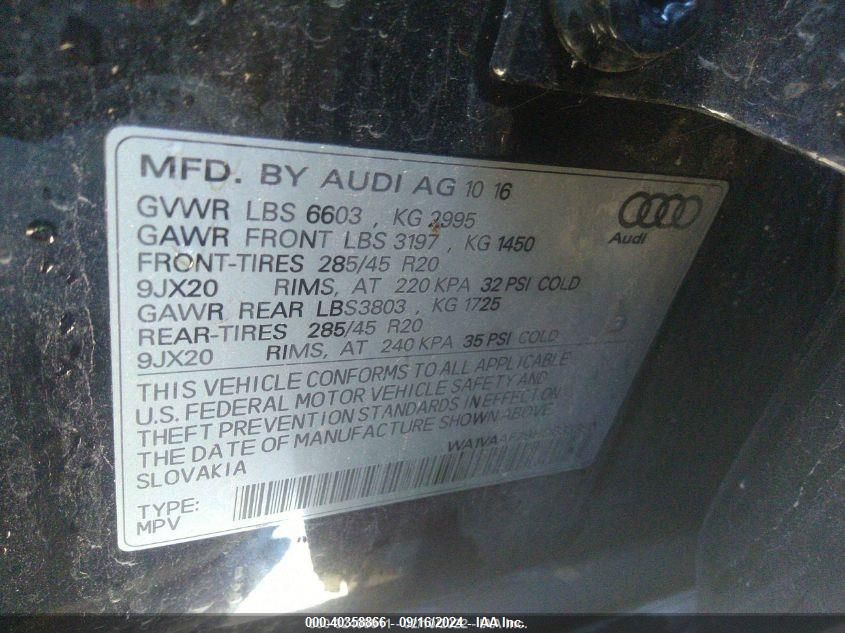 MFD. BY AUDI AG 10 16
GVWR LBS 6603 , KG 2995
GAWR FRONT LBS 3197 , KG 1450
FRONT-TIRES 285/45 R20
9JX20 RIMS, AT 220 KPA 32 PSI COLD
GAWR REAR LBS3803 , KG 1725
REAR-TIRES 285/45 R20
9JX20 RIMS, AT 240 KPA 35 PSI COLD
Audi
THIS VEHICLE CONFORMS TO ALL APPLICABLE
U.S. FEDERAL MOTOR VEHICLE SAFETY AND
THEFT PREVENTION STANDARDS IN EFFECT ON
THE DATE OF MANUFACTURE SHOWN ABOVE
SLOVAKIA
TYPE:
MPV
000-40358866 - 09/16/2024 - IAA Inc.